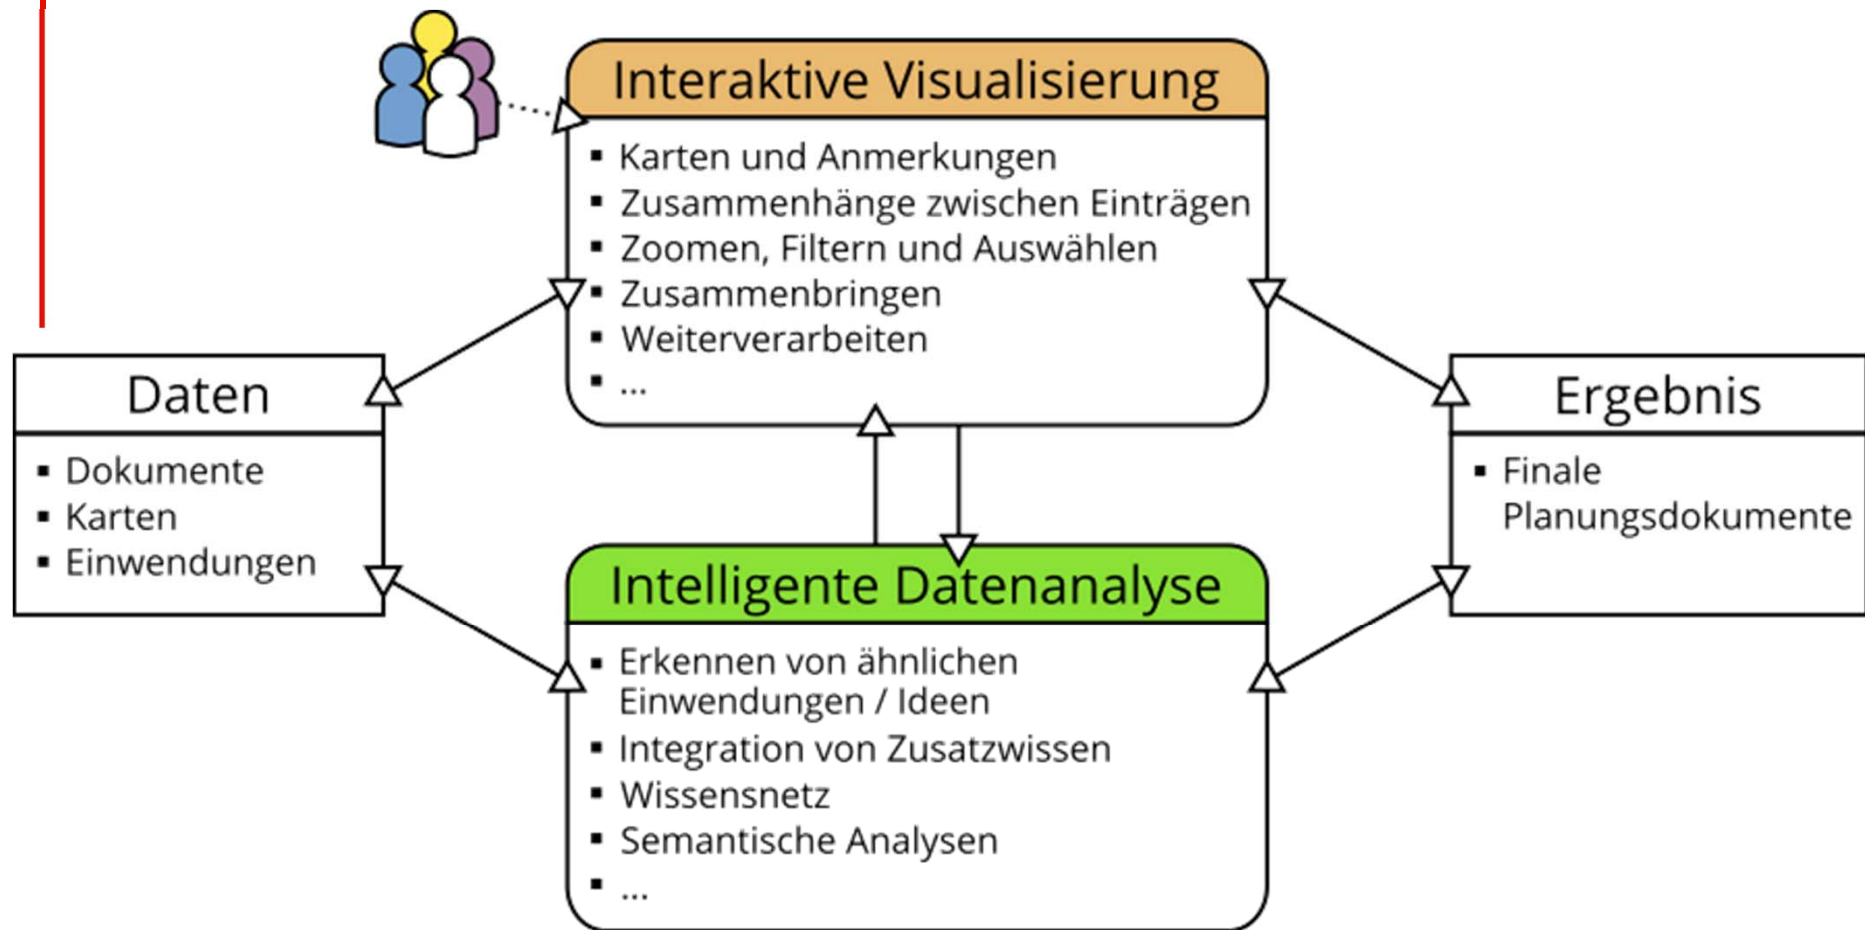 Interaktive Visualisierung
▪ Karten und Anmerkungen
▪ Zusammenhänge zwischen Einträgen
▪ Zoomen, Filtern und Auswählen
▪ Zusammenbringen
▪ Weiterverarbeiten
▪ ...
Daten
▪ Dokumente
▪ Karten
▪ Einwendungen
Ergebnis
▪ Finale
Planungsdokumente
Intelligente Datenanalyse
▪ Erkennen von ähnlichen
Einwendungen / Ideen
▪ Integration von Zusatzwissen
▪ Wissensnetz
▪ Semantische Analysen
▪ ...